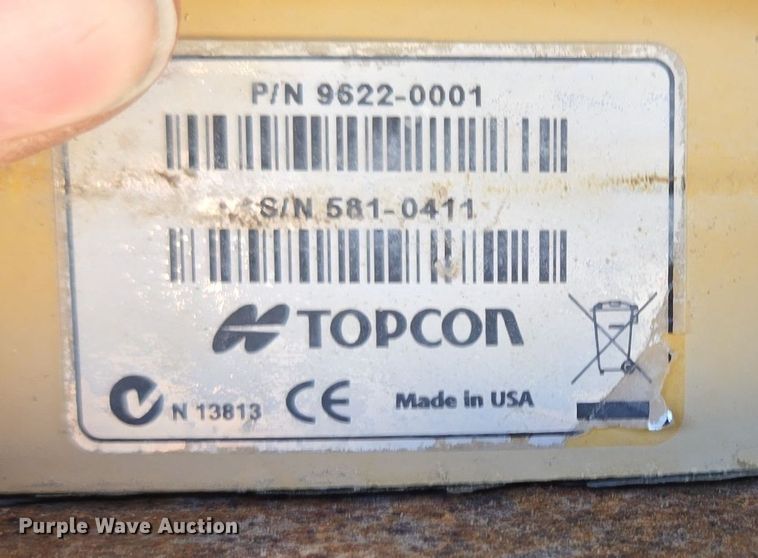 P/N 9622-0001
S/N 581-0411
TOPCON
N 13813 CE Made in USA
Purple Wave Auction